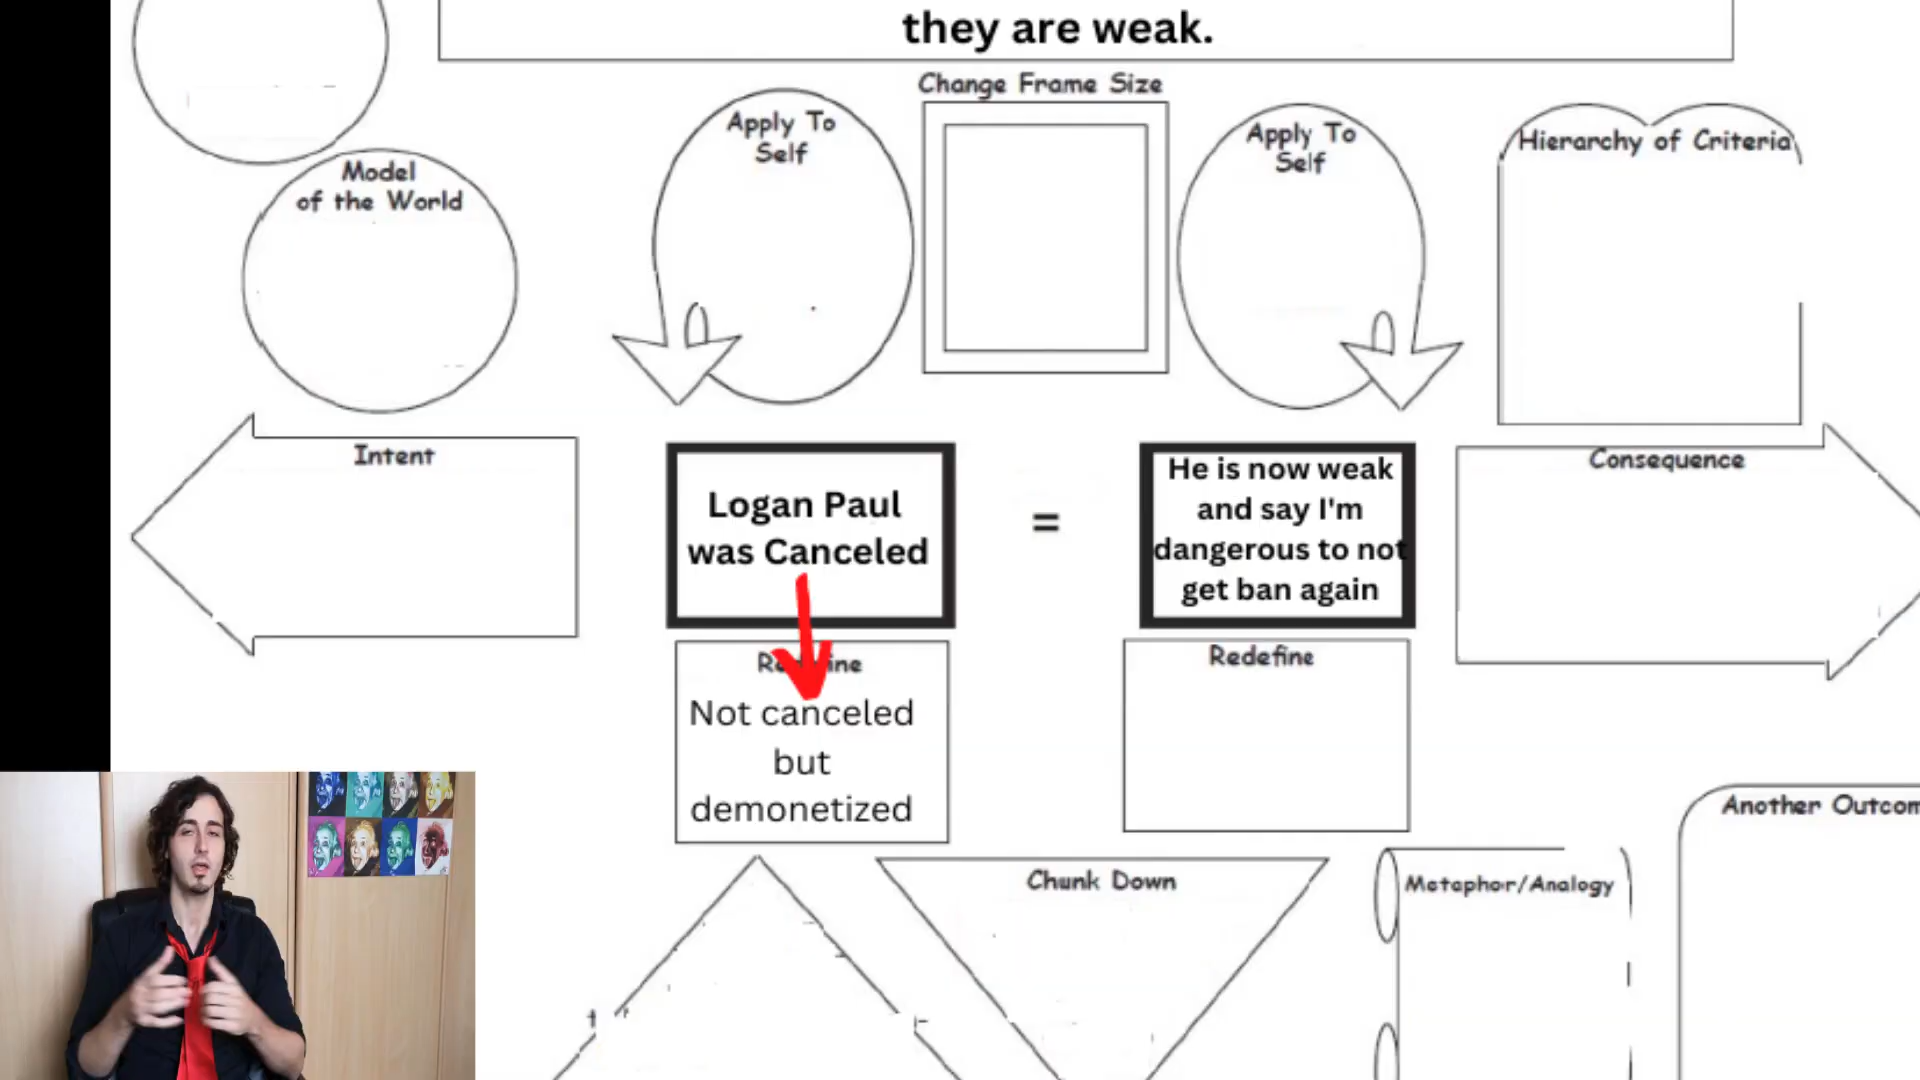 they are weak.
Change Frame Size
Apply To
Self
Apply To
Self
Hierarchy of Criteria
Model
of the World
Intent
Logan Paul
was Canceled
=
He is now weak
and say I'm
dangerous to not
get ban again
Consequence
Not canceled
but
demonetized
Redefine
Chunk Down
Metaphor/Analogy
Another Outcom